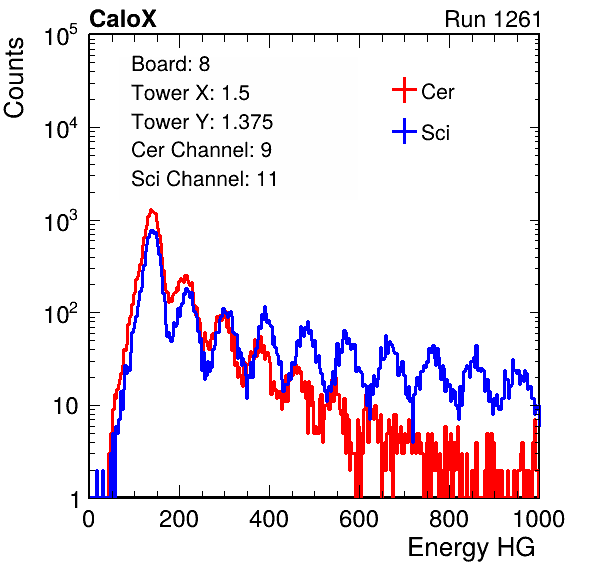 CaloX
Run 1261
Counts
10^5
10^4
10^3
10^2
10
1
Board: 8
Tower X: 1.5
Tower Y: 1.375
Cer Channel: 9
Sci Channel: 11
Cer
Sci
0 200 400 600 800 1000
Energy HG